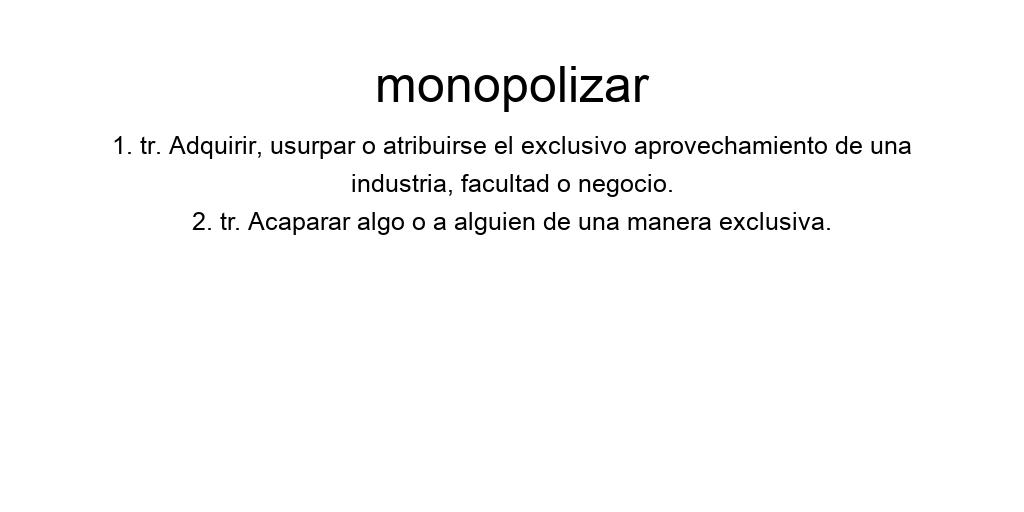 monopolizar
1. tr. Adquirir, usurpar o atribuirse el exclusivo aprovechamiento de una
industria, facultad o negocio.
2. tr. Acaparar algo o a alguien de una manera exclusiva.